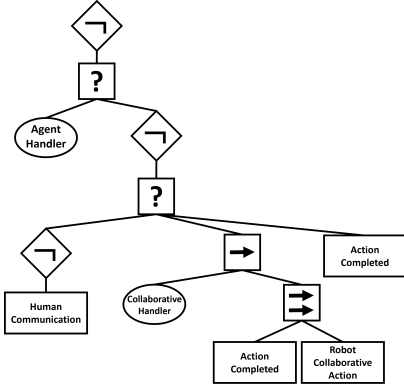 ¬
?
Agent
Handler
¬
?
¬
→
Action
Completed
Human
Communication
Collaborative
Handler
→
→
Action
Completed
Robot
Collaborative
Action